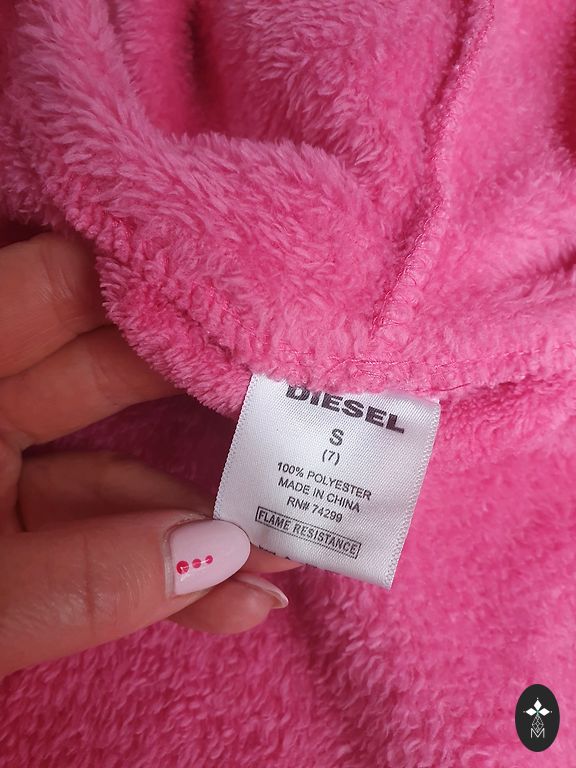 DIESEL
S
(7)
100% POLYESTER
MADE IN CHINA
RN# 74299
FLAME RESISTANCE